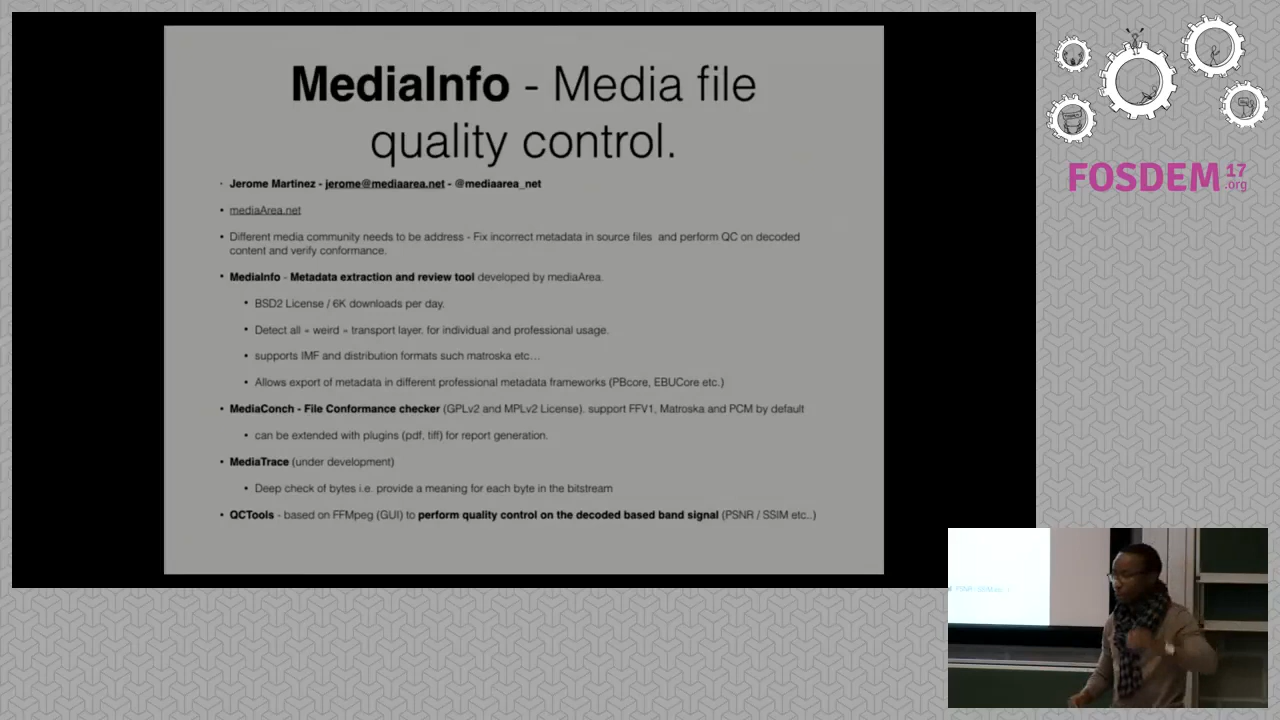 MediaInfo - Media file
quality control.
• Jerome Martinez - jerome@mediaarea.net - @mediaarea_net
• mediaArea.net
• Different media community needs to be address - Fix incorrect metadata in source files and perform QC on decoded
content and verify conformance.
• MediaInfo - Metadata extraction and review tool developed by mediaArea.
• BSD2 License / 6K downloads per day.
• Detect all « weird » transport layer. for individual and professional usage.
• supports IMF and distribution formats such matroska etc…
• Allows export of metadata in different professional metadata frameworks (PBcore, EBUCore etc.)
• MediaConch - File Conformance checker (GPLv2 and MPLv2 License). support FFV1, Matroska and PCM by default
• can be extended with plugins (pdf, tiff) for report generation.
• MediaTrace (under development)
• Deep check of bytes i.e. provide a meaning for each byte in the bitstream
• QCTools - based on FFMpeg (GUI) to perform quality control on the decoded based band signal (PSNR / SSIM etc..)
FOSDEM 17
.org